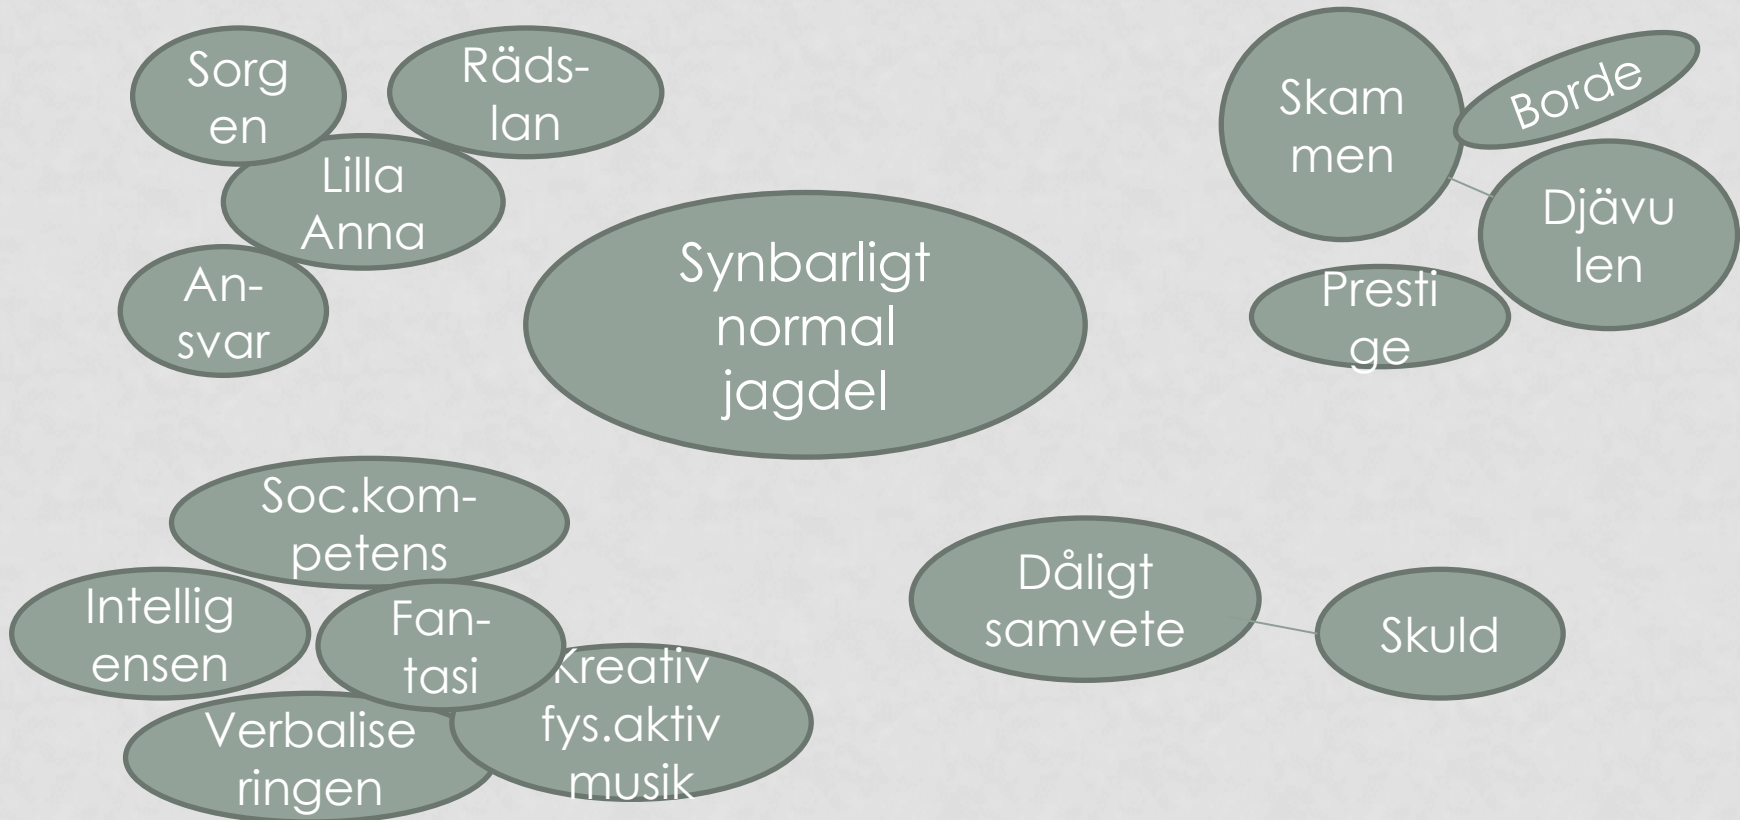 Sorg
en
Räds-
lan
Lilla
Anna
An-
svar
Synbarligt
normal
jagdel
Skam
men
Borde
Djävu
len
Presti
ge
Soc.kom-
petens
Intellig
ensen
Fan-
tasi
Kreativ
fys.aktiv
musik
Verbalise
ringen
Dåligt
samvete
Skuld